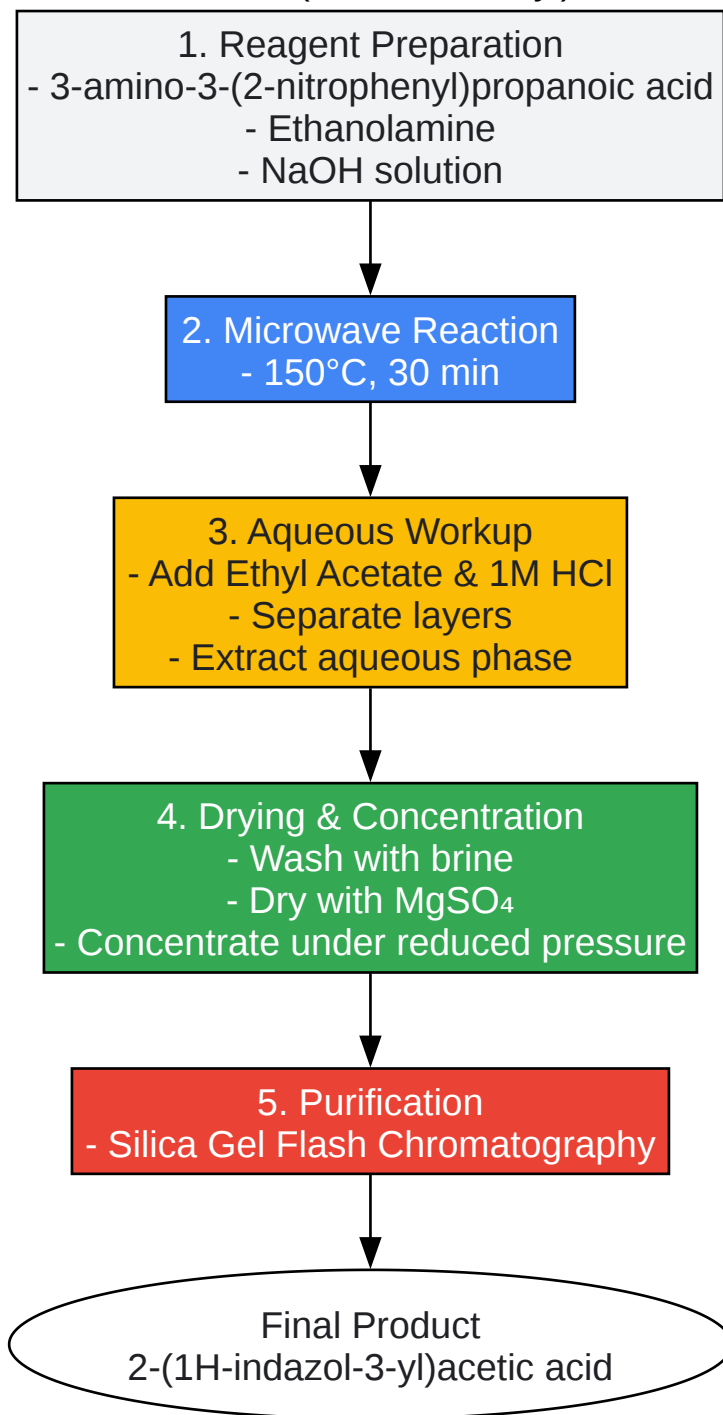 1. Reagent Preparation
- 3-amino-3-(2-nitrophenyl)propanoic acid
- Ethanolamine
- NaOH solution
2. Microwave Reaction
- 150°C, 30 min
3. Aqueous Workup
- Add Ethyl Acetate & 1M HCl
- Separate layers
- Extract aqueous phase
4. Drying & Concentration
- Wash with brine
- Dry with MgSO₄
- Concentrate under reduced pressure
5. Purification
- Silica Gel Flash Chromatography
Final Product
2-(1H-indazol-3-yl)acetic acid